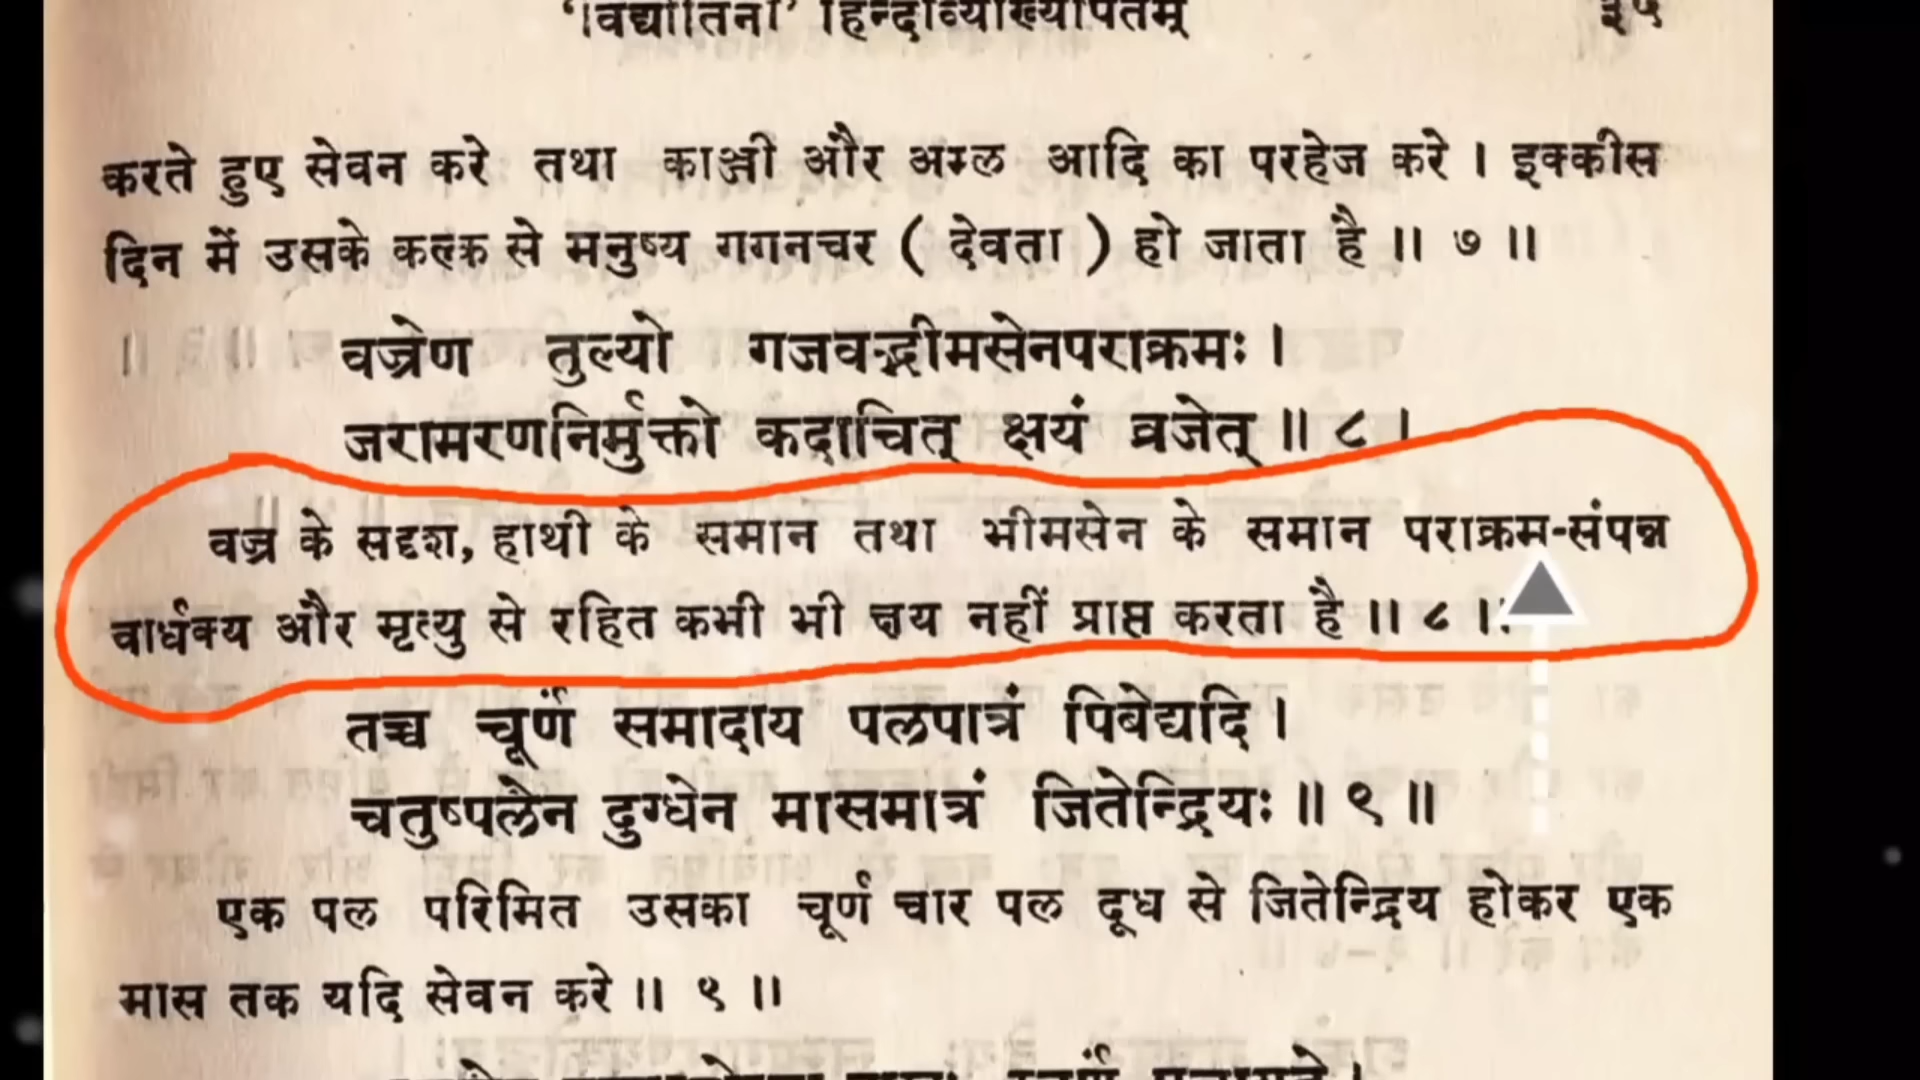 'विद्योतिनी' हिन्दीव्याख्योपेतम् ३५
करते हुए सेवन करे तथा काञ्जी और अम्ल आदि का परहेज करे । इक्कीस
दिन में उसके कल्क से मनुष्य गगनचर ( देवता ) हो जाता है ॥ ७ ॥
वज्रेण तुल्यो गजवद्भीमसेनपराक्रमः ।
जरामरणनिर्मुक्तो कदाचित् क्षयं व्रजेत् ॥ ८ ।
वज्र के सदृश, हाथी के समान तथा भीमसेन के समान पराक्रम-संपन्न
वार्धक्य और मृत्यु से रहित कभी भी क्षय नहीं प्राप्त करता है ॥ ८ ॥
तच्च चूर्णं समादाय पलपात्रं पिबेद्यदि ।
चतुष्पलेन दुग्धेन मासमात्रं जितेन्द्रियः ॥ ९ ॥
एक पल परिमित उसका चूर्ण चार पल दूध से जितेन्द्रिय होकर एक
मास तक यदि सेवन करे ॥ ९ ॥